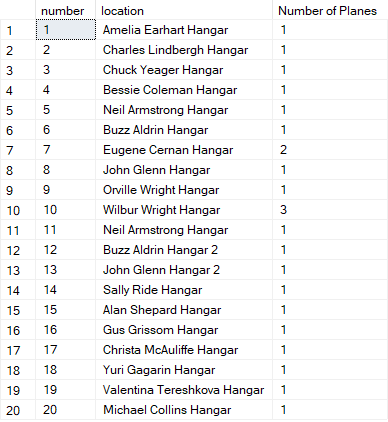 number location Number of Planes
1 1 Amelia Earhart Hangar 1
2 2 Charles Lindbergh Hangar 1
3 3 Chuck Yeager Hangar 1
4 4 Bessie Coleman Hangar 1
5 5 Neil Armstrong Hangar 1
6 6 Buzz Aldrin Hangar 1
7 7 Eugene Cernan Hangar 2
8 8 John Glenn Hangar 1
9 9 Orville Wright Hangar 1
10 10 Wilbur Wright Hangar 3
11 11 Neil Armstrong Hangar 1
12 12 Buzz Aldrin Hangar 2 1
13 13 John Glenn Hangar 2 1
14 14 Sally Ride Hangar 1
15 15 Alan Shepard Hangar 1
16 16 Gus Grissom Hangar 1
17 17 Christa McAuliffe Hangar 1
18 18 Yuri Gagarin Hangar 1
19 19 Valentina Tereshkova Hangar 1
20 20 Michael Collins Hangar 1